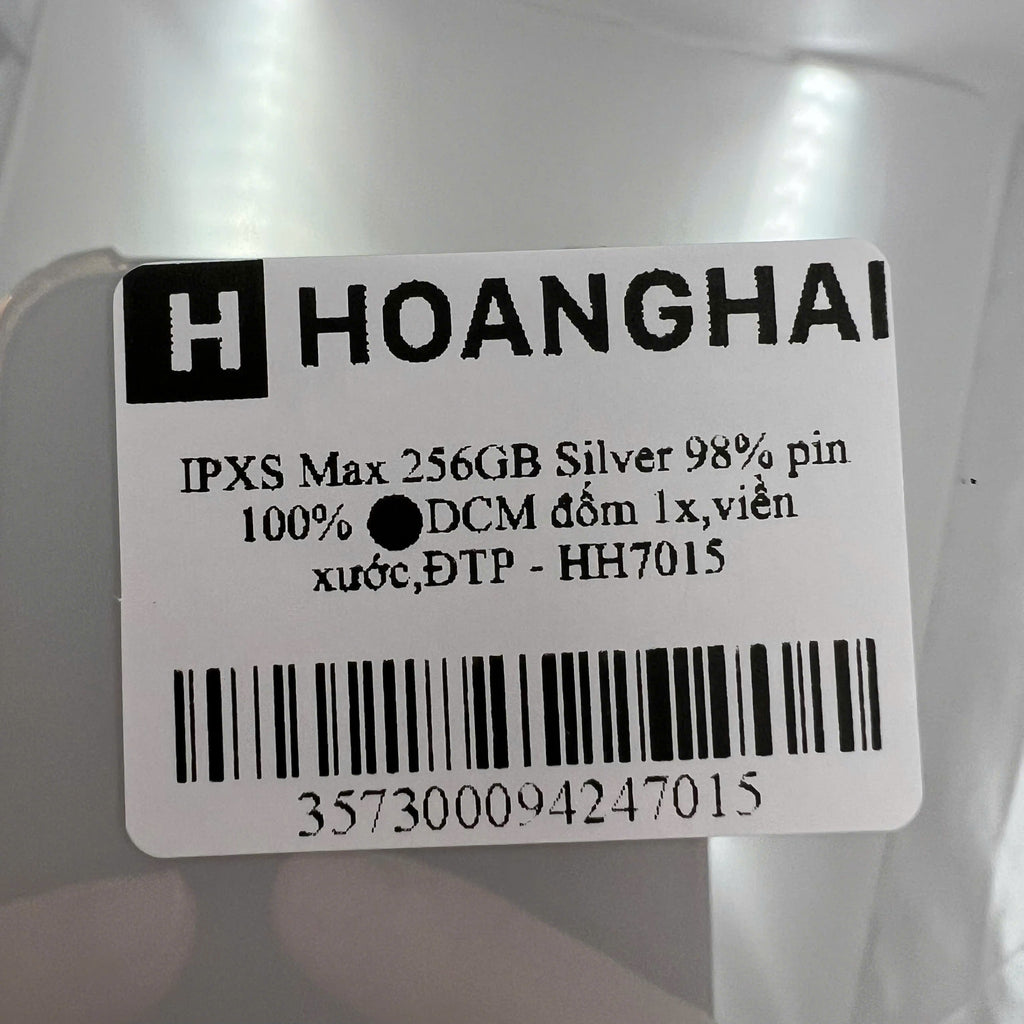 H HOANGHAI
IPXS Max 256GB Silver 98% pin
100% ●DCM đốm 1x,viền
xước,ĐTP - HH7015
357300094247015